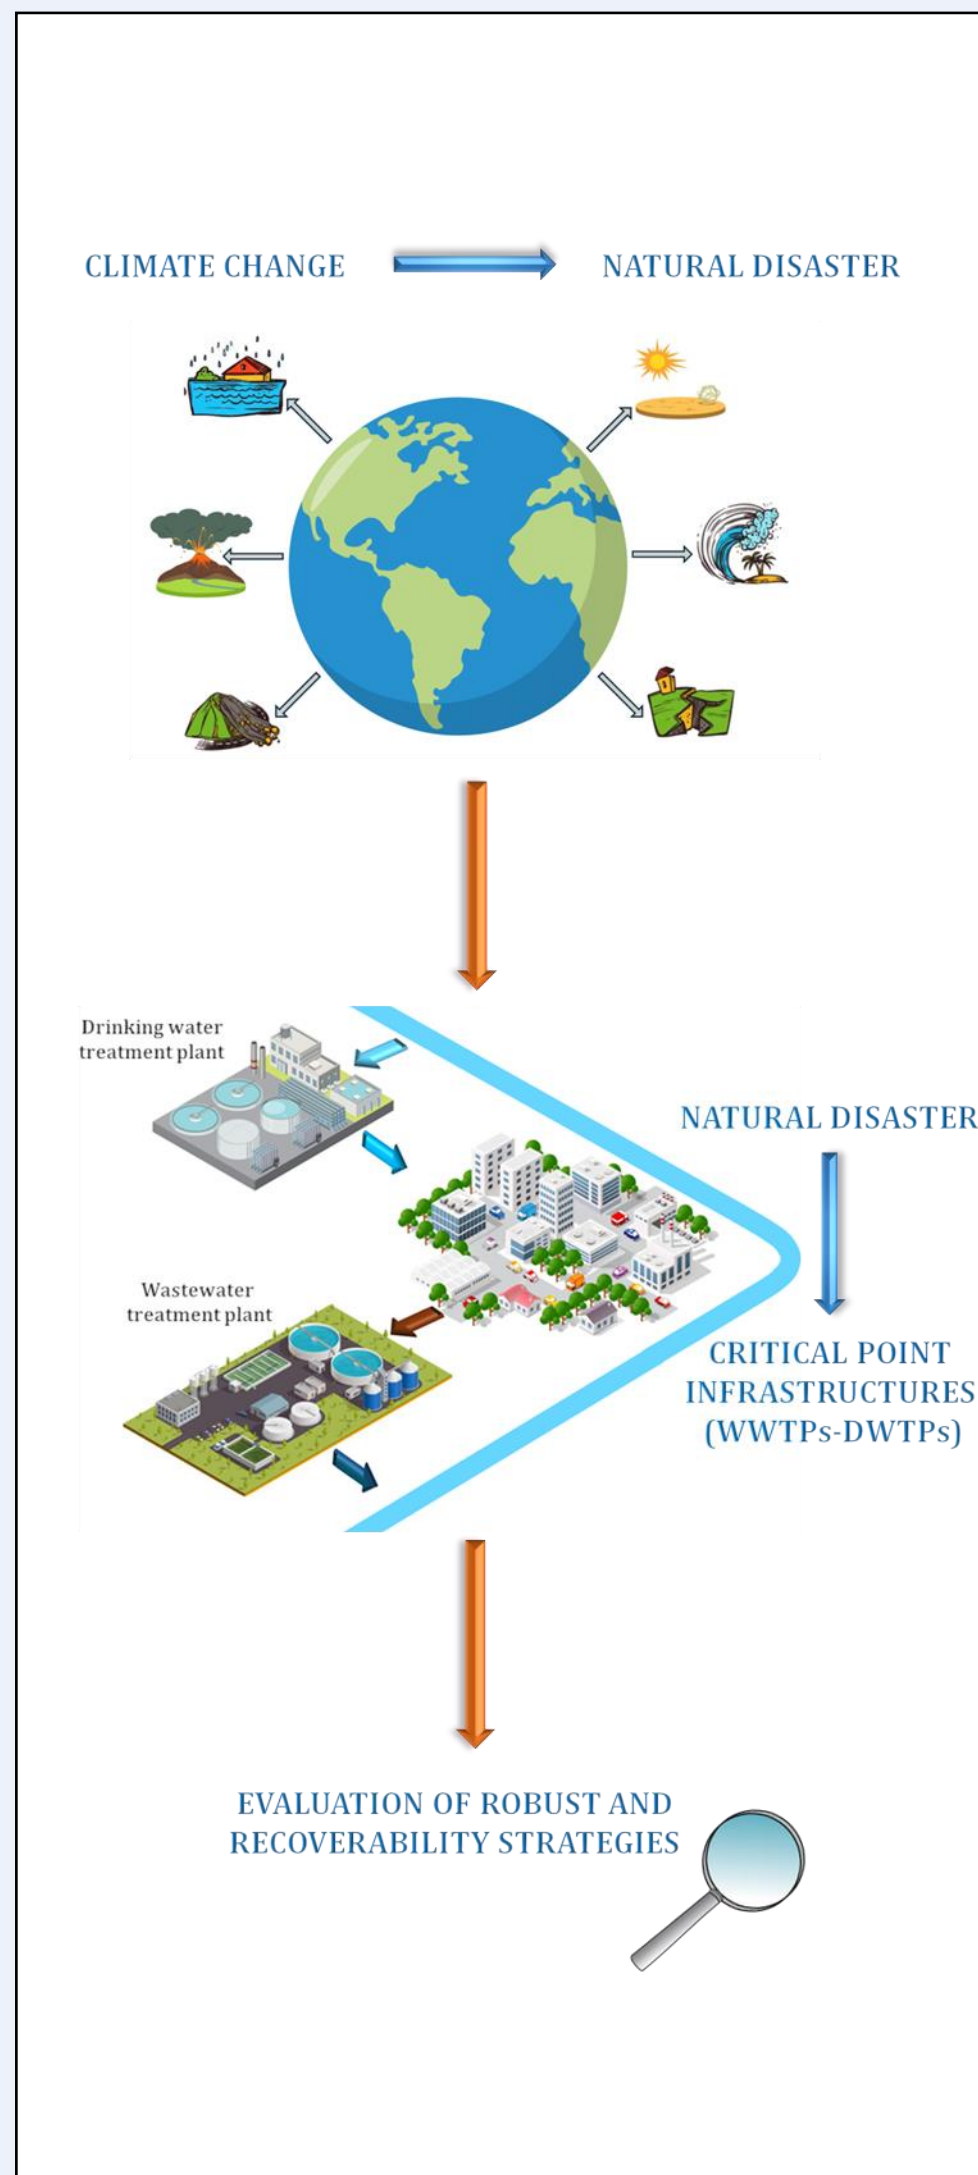 CLIMATE CHANGE
NATURAL DISASTER
Drinking water
treatment plant
NATURAL DISASTER
Wastewater
treatment plant
CRITICAL POINT
INFRASTRUCTURES
(WWTPs-DWTPs)
EVALUATION OF ROBUST AND
RECOVERABILITY STRATEGIES